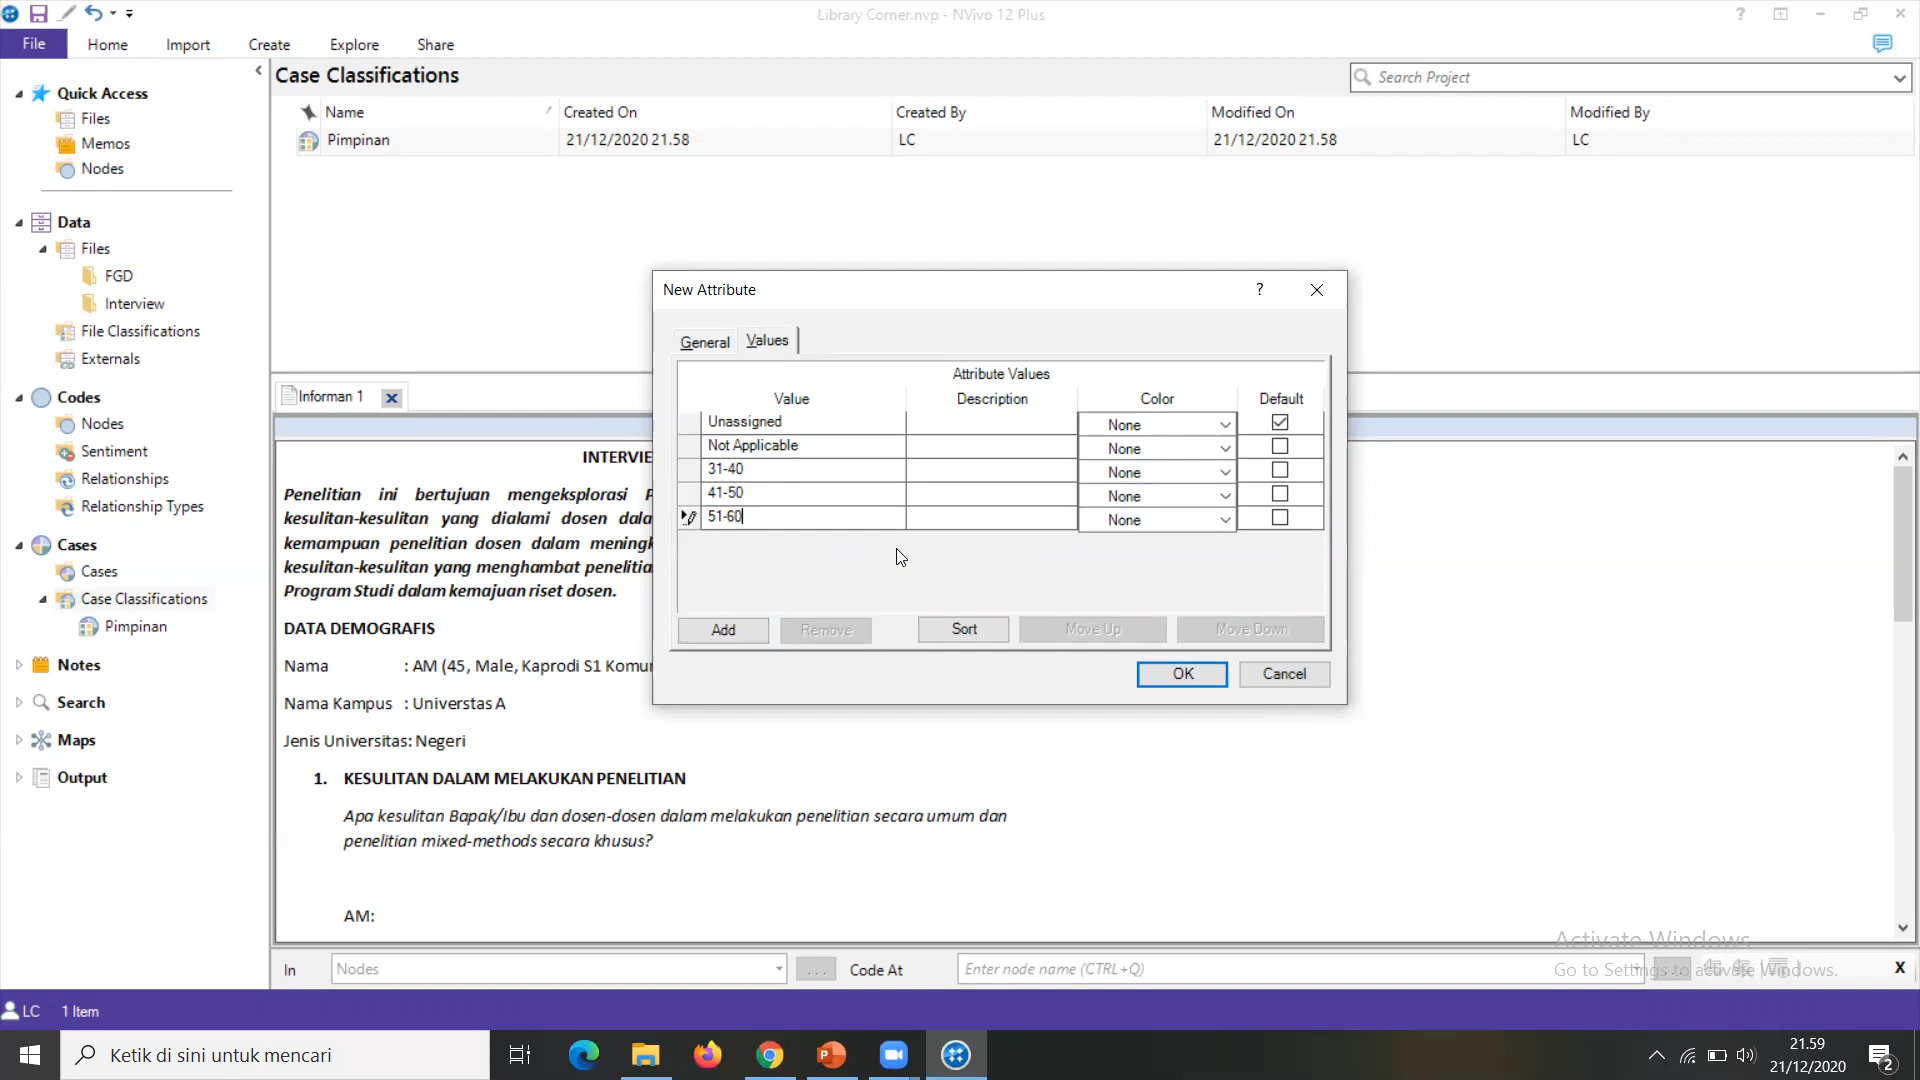 Library Corner.nvp - NVivo 12 Plus
File Home Import Create Explore Share
Quick Access
Files
Memos
Nodes
Data
Files
FGD
Interview
File Classifications
Externals
Codes
Nodes
Sentiment
Relationships
Relationship Types
Cases
Cases
Case Classifications
Pimpinan
Notes
Search
Maps
Output
Case Classifications
Search Project
Name Created On Created By Modified On Modified By
Pimpinan 21/12/2020 21.58 LC 21/12/2020 21.58 LC
Informan 1
INTERVIE
Penelitian ini bertujuan mengeksplorasi P
kesulitan-kesulitan yang dialami dosen dala
kemampuan penelitian dosen dalam meningk
kesulitan-kesulitan yang menghambat penelitia
Program Studi dalam kemajuan riset dosen.
DATA DEMOGRAFIS
Nama : AM (45, Male, Kaprodi S1 Komu
Nama Kampus : Universtas A
Jenis Universitas: Negeri
1. KESULITAN DALAM MELAKUKAN PENELITIAN
Apa kesulitan Bapak/Ibu dan dosen-dosen dalam melakukan penelitian secara umum dan
penelitian mixed-methods secara khusus?
AM:
New Attribute
General Values
Attribute Values
Value Description Color Default
Unassigned None
Not Applicable None
31-40 None
41-50 None
51-60 None
Add Remove Sort Move Up Move Down
OK Cancel
Activate Windows
Go to Settings to activate Windows.
In Nodes ... Code At Enter node name (CTRL+Q) X
LC 1 Item
Ketik di sini untuk mencari
21.59
21/12/2020
2